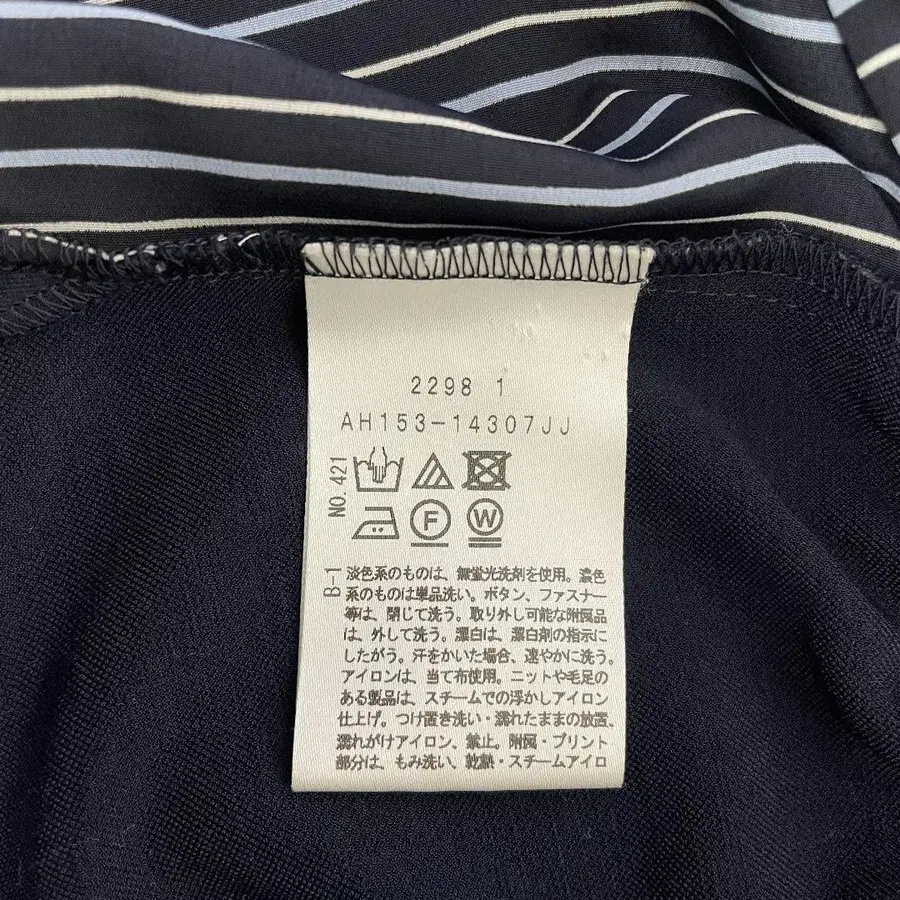 2298 1
AH153-14307JJ
NO. 421
F
W
B-1
淡色系のものは、無蛍光洗剤を使用。濃色
系のものは単品洗い。ボタン、ファスナー
等は、閉じて洗う。取り外し可能な附属品
は、外して洗う。漂白は、漂白剤の指示に
したがう。汗をかいた場合、速やかに洗う。
アイロンは、当て布使用。ニットや毛足の
ある製品は、スチームでの浮かしアイロン
仕上げ。つけ置き洗い・濡れたままの放置、
濡れがけアイロン、禁止。附属・プリント
部分は、もみ洗い、乾熱・スチームアイロ